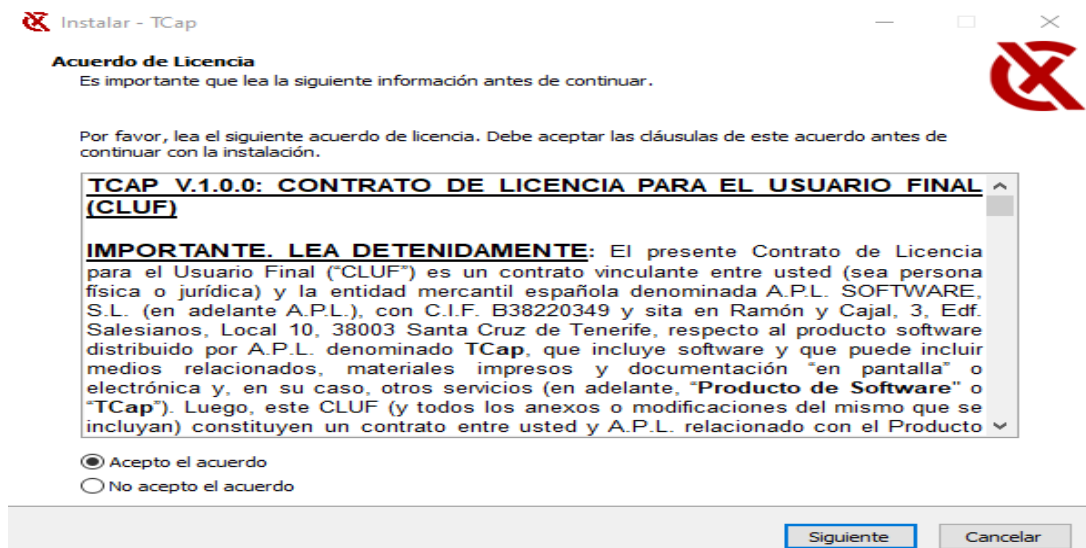 Instalar - TCap
Acuerdo de Licencia
Es importante que lea la siguiente información antes de continuar.
Por favor, lea el siguiente acuerdo de licencia. Debe aceptar las cláusulas de este acuerdo antes de
continuar con la instalación.
TCAP V.1.0.0: CONTRATO DE LICENCIA PARA EL USUARIO FINAL
(CLUF)
IMPORTANTE. LEA DETENIDAMENTE: El presente Contrato de Licencia
para el Usuario Final (“CLUF”) es un contrato vinculante entre usted (sea persona
física o jurídica) y la entidad mercantil española denominada A.P.L. SOFTWARE,
S.L. (en adelante A.P.L.), con C.I.F. B38220349 y sita en Ramón y Cajal, 3, Edf.
Salesianos, Local 10, 38003 Santa Cruz de Tenerife, respecto al producto software
distribuido por A.P.L. denominado TCap, que incluye software y que puede incluir
medios relacionados, materiales impresos y documentación “en pantalla” o
electrónica y, en su caso, otros servicios (en adelante, “Producto de Software” o
“TCap”). Luego, este CLUF (y todos los anexos o modificaciones del mismo que se
incluyan) constituyen un contrato entre usted y A.P.L. relacionado con el Producto
Acepto el acuerdo
No acepto el acuerdo
Siguiente
Cancelar